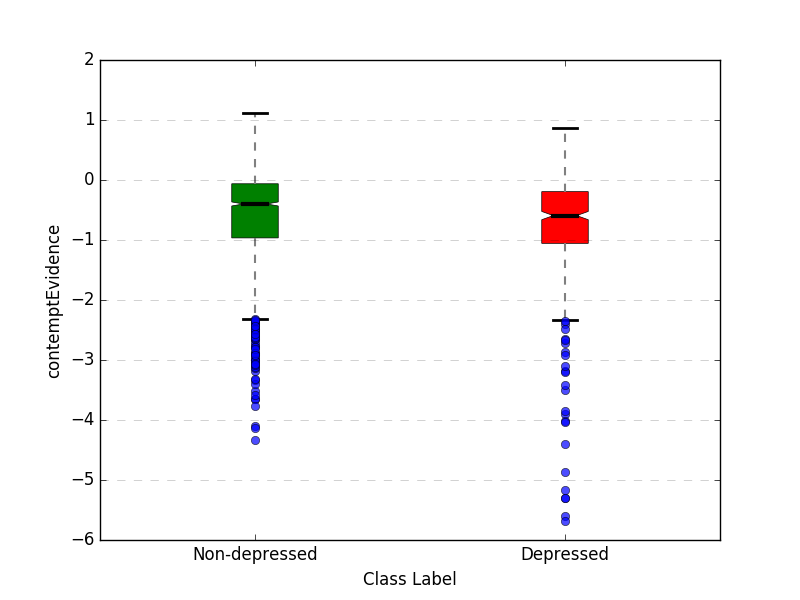 2
1
0
−1
−2
−3
−4
−5
−6
contemptEvidence
Non-depressed
Depressed
Class Label